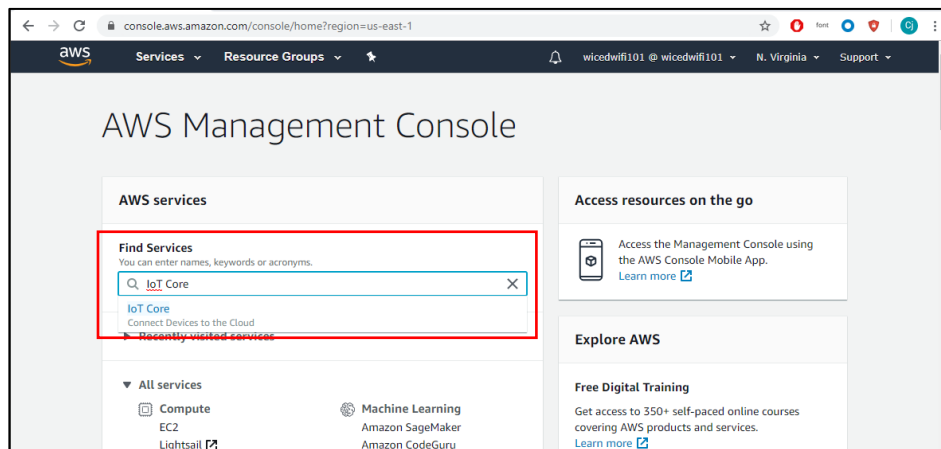 console.aws.amazon.com/console/home?region=us-east-1
font
Cj
aws
Services
Resource Groups
wicedwifi101 @ wicedwifi101
N. Virginia
Support
AWS Management Console
AWS services
Find Services
You can enter names, keywords or acronyms.
IoT Core
IoT Core
Connect Devices to the Cloud
Recently visited services
All services
Compute
EC2
Lightsail
Machine Learning
Amazon SageMaker
Amazon CodeGuru
Access resources on the go
Access the Management Console using
the AWS Console Mobile App.
Learn more
Explore AWS
Free Digital Training
Get access to 350+ self-paced online courses
covering AWS products and services.
Learn more